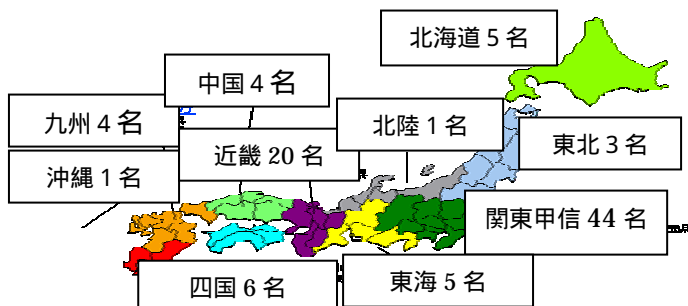 北海道 5 名
中国 4 名
九州 4 名
北陸 1 名
東北 3 名
近畿 20 名
沖縄 1 名
関東甲信 44 名
四国 6 名
東海 5 名